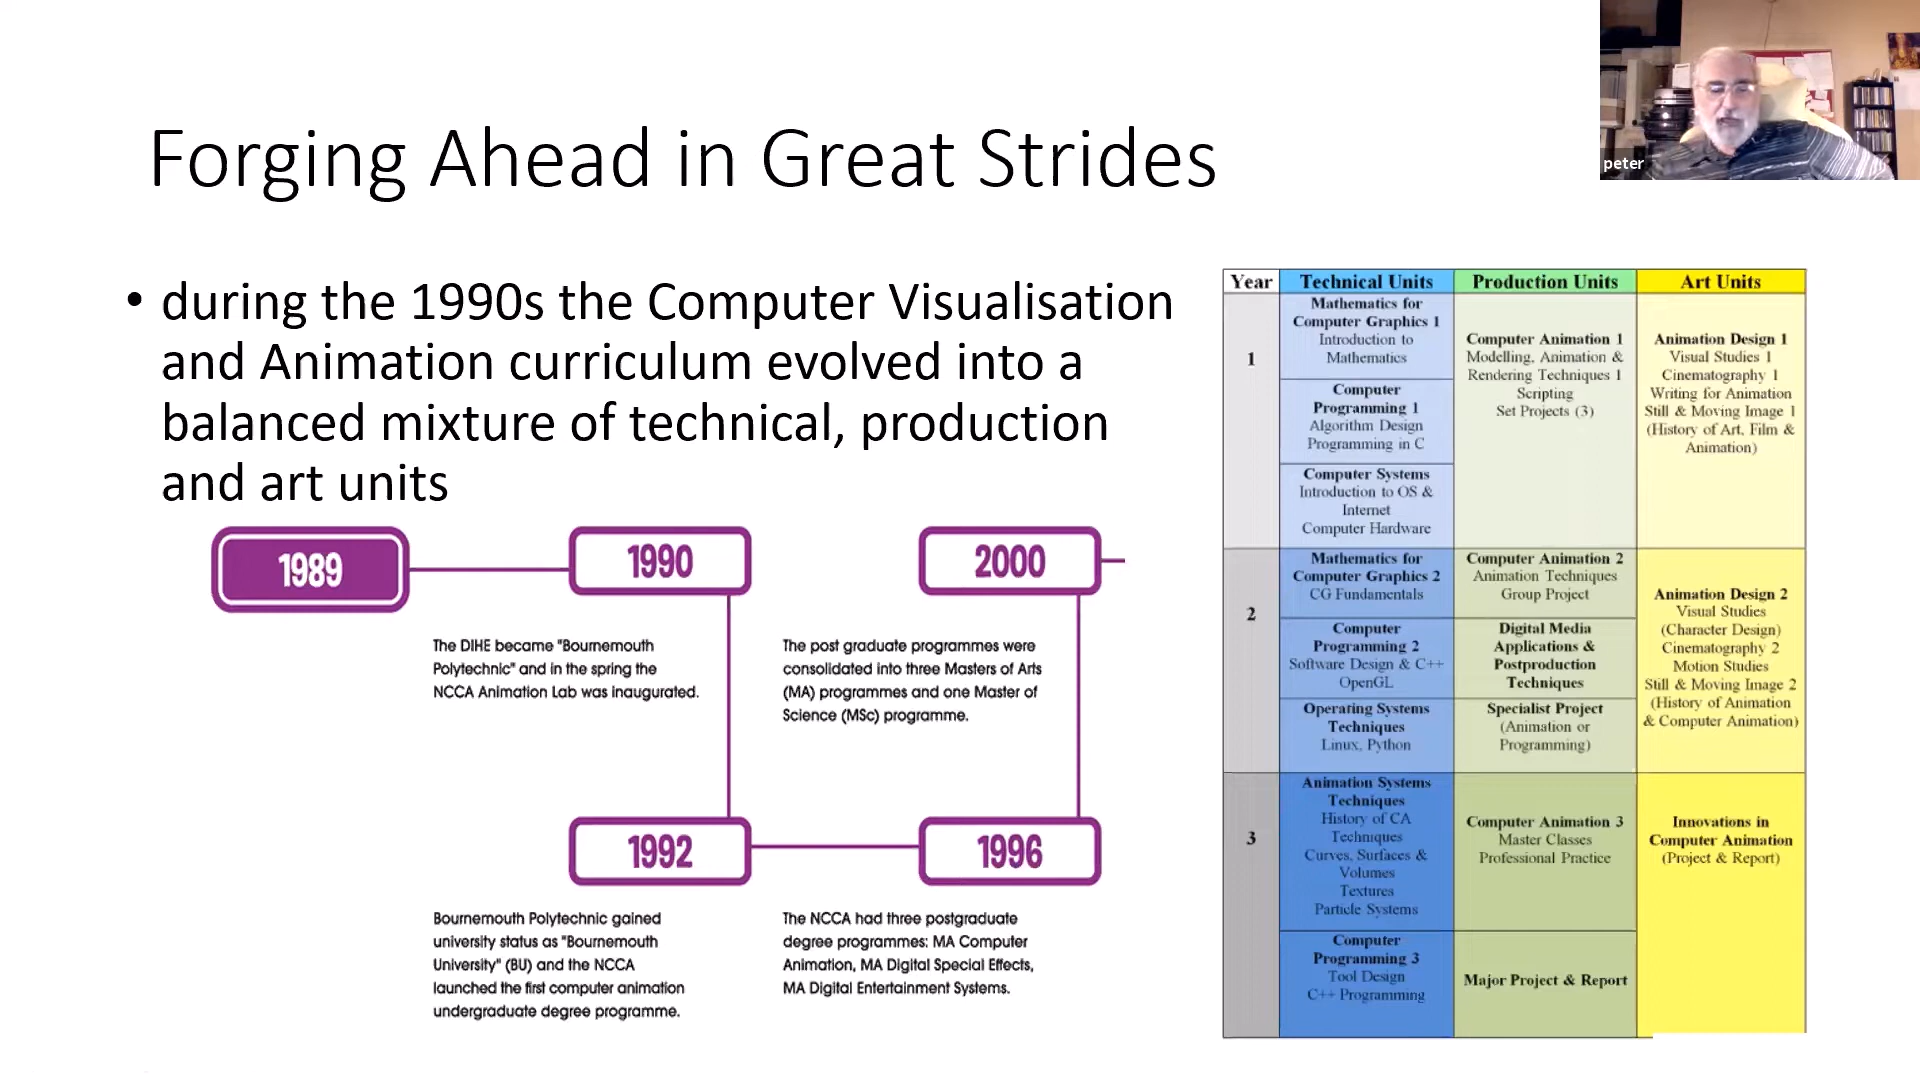 Forging Ahead in Great Strides
peter
• during the 1990s the Computer Visualisation
and Animation curriculum evolved into a
balanced mixture of technical, production
and art units
1989
1990
2000
The DIHE became "Bournemouth
Polytechnic" and in the spring the
NCCA Animation Lab was inaugurated.
The post graduate programmes were
consolidated into three Masters of Arts
(MA) programmes and one Master of
Science (MSc) programme.
1992
1996
Bournemouth Polytechnic gained
university status as "Bournemouth
University" (BU) and the NCCA
launched the first computer animation
undergraduate degree programme.
The NCCA had three postgraduate
degree programmes: MA Computer
Animation, MA Digital Special Effects,
MA Digital Entertainment Systems.
Year Technical Units Production Units Art Units
1
Mathematics for
Computer Graphics 1
Introduction to
Mathematics
Computer
Programming 1
Algorithm Design
Programming in C
Computer Systems
Introduction to OS &
Internet
Computer Hardware
Computer Animation 1
Modelling, Animation &
Rendering Techniques 1
Scripting
Set Projects (3)
Animation Design 1
Visual Studies 1
Cinematography 1
Writing for Animation
Still & Moving Image 1
(History of Art, Film &
Animation)
2
Mathematics for
Computer Graphics 2
CG Fundamentals
Computer
Programming 2
Software Design & C++
OpenGL
Operating Systems
Techniques
Linux, Python
Computer Animation 2
Animation Techniques
Group Project
Digital Media
Applications &
Postproduction
Techniques
Specialist Project
(Animation or
Programming)
Animation Design 2
Visual Studies
(Character Design)
Cinematography 2
Motion Studies
Still & Moving Image 2
(History of Animation
& Computer Animation)
3
Animation Systems
Techniques
History of CA
Techniques
Curves, Surfaces &
Volumes
Textures
Particle Systems
Computer
Programming 3
Tool Design
C++ Programming
Computer Animation 3
Master Classes
Professional Practice
Major Project & Report
Innovations in
Computer Animation
(Project & Report)